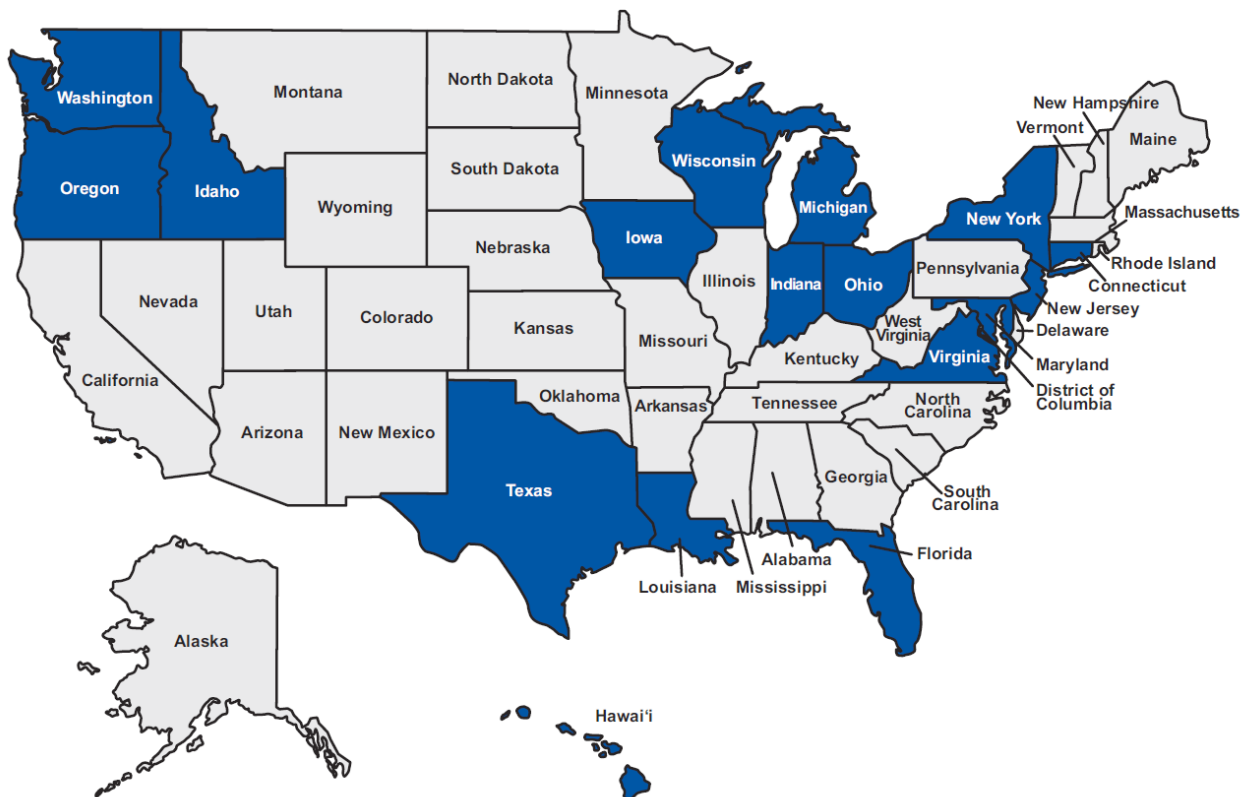 Washington
Montana
North Dakota
Minnesota
New Hampshire
Vermont
Maine
Oregon
Idaho
South Dakota
Wisconsin
Wyoming
Michigan
New York
Massachusetts
Iowa
Nebraska
Pennsylvania
Rhode Island
Connecticut
Nevada
Utah
Colorado
Illinois
Indiana
Ohio
New Jersey
Kansas
Missouri
West
Virginia
Delaware
Virginia
Kentucky
Maryland
California
District of
Columbia
Oklahoma
Arkansas
Tennessee
North
Carolina
Arizona
New Mexico
Texas
Georgia
South
Carolina
Florida
Alabama
Mississippi
Louisiana
Alaska
Hawaiʻi